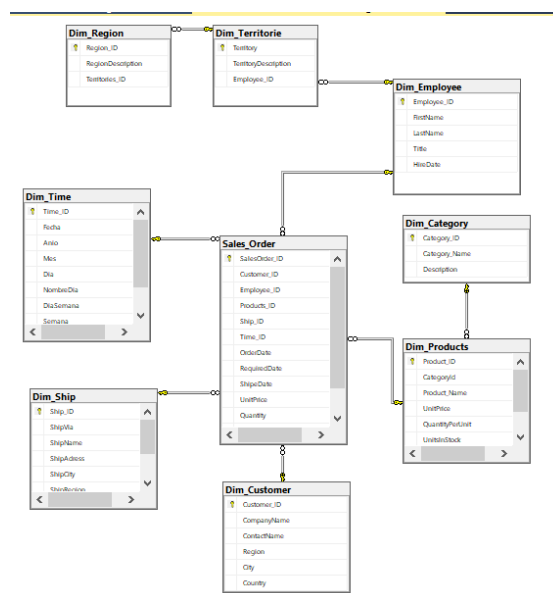 Dim_Region
Region_ID
RegionDescription
Territories_ID
Dim_Territorie
Territory
TerritoryDescription
Employee_ID
Dim_Employee
Employee_ID
FirstName
LastName
Title
HireDate
Dim_Time
Time_ID
Fecha
Anio
Mes
Dia
NombreDia
DiaSemana
Semana
Sales_Order
SalesOrder_ID
Customer_ID
Employee_ID
Products_ID
Ship_ID
Time_ID
OrderDate
RequiredDate
ShipeDate
UnitPrice
Quantity
Dim_Category
Category_ID
Category_Name
Description
Dim_Products
Product_ID
CategoryId
Product_Name
UnitPrice
QuantityPerUnit
UnitsInStock
Dim_Ship
Ship_ID
ShipVia
ShipName
ShipAdress
ShipCity
ShipRegion
Dim_Customer
Customer_ID
CompanyName
ContactName
Region
City
Country